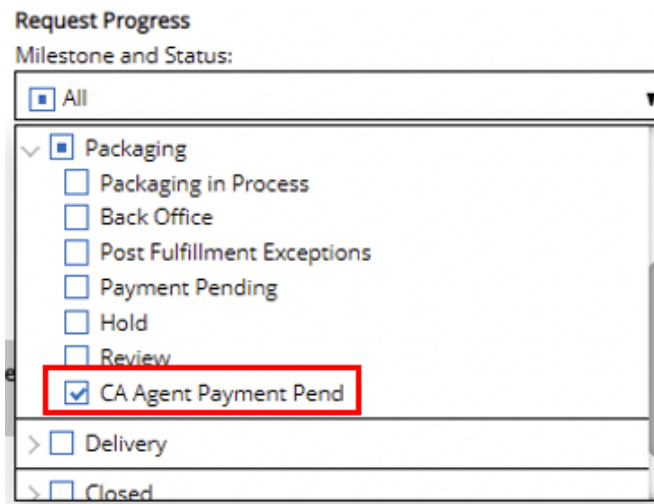 Request Progress
Milestone and Status:
All
Packaging
Packaging in Process
Back Office
Post Fulfillment Exceptions
Payment Pending
Hold
Review
e
CA Agent Payment Pend
Delivery
Closed